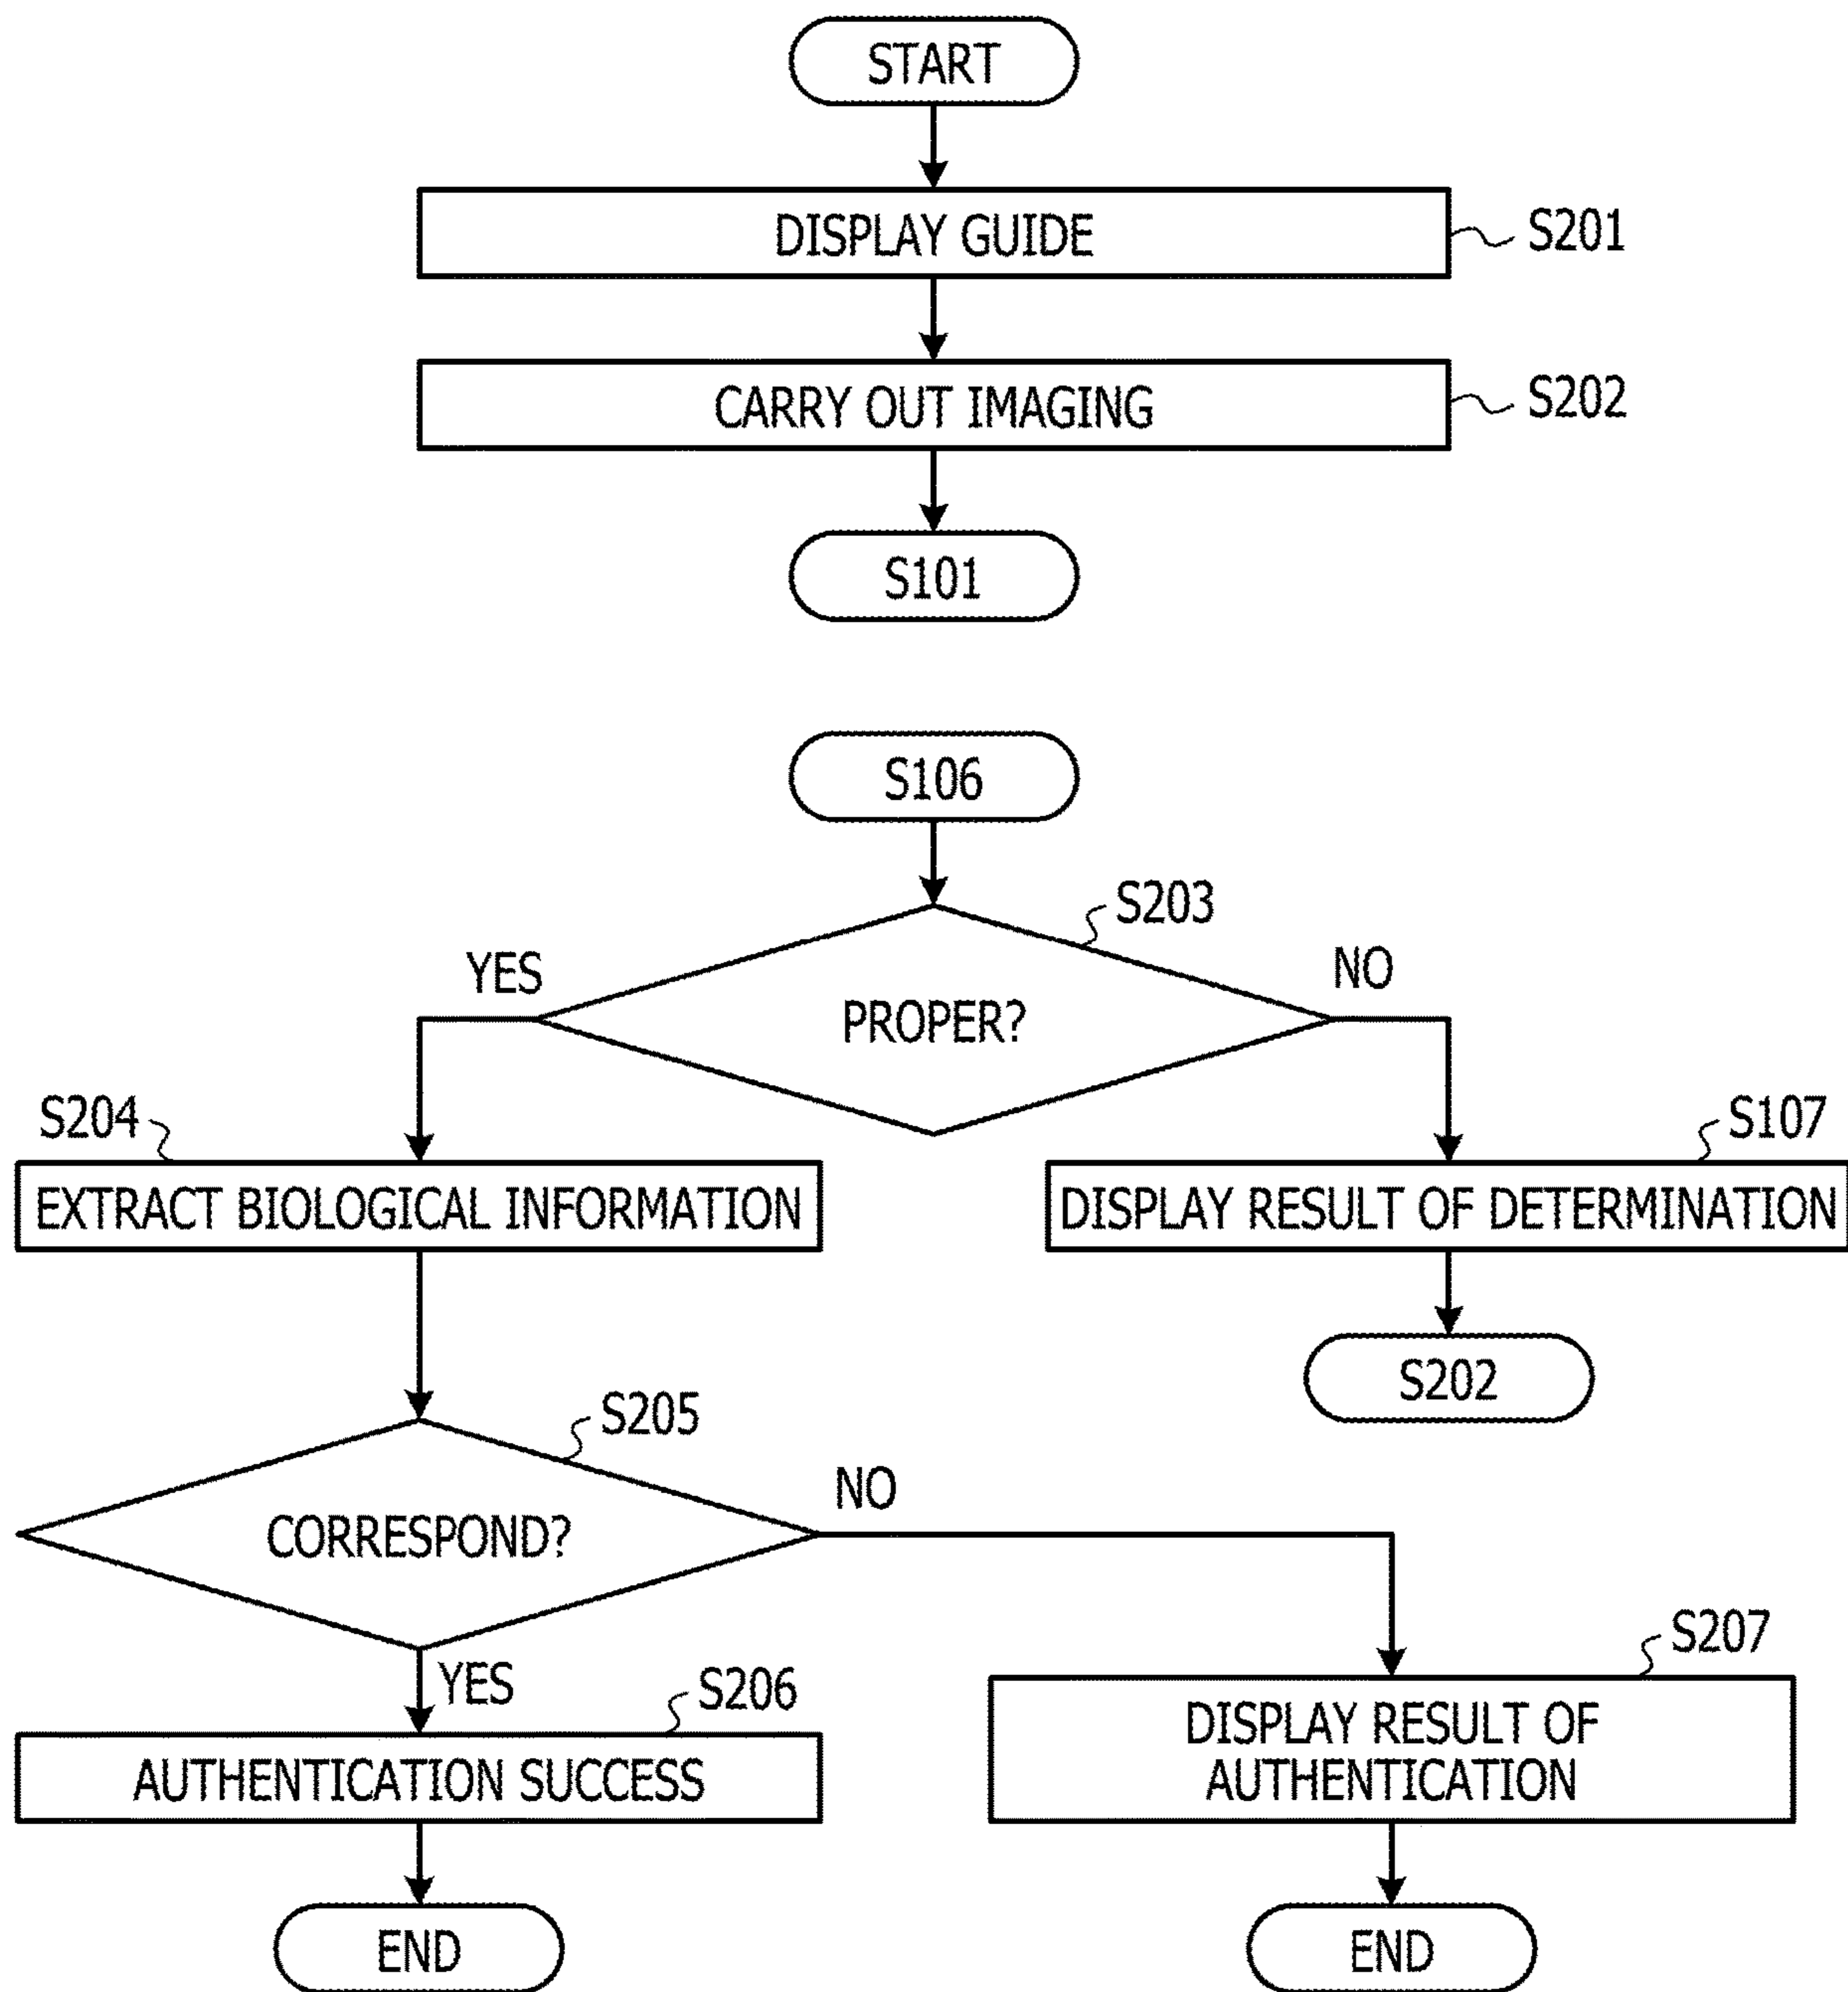 START
DISPLAY GUIDE
S201
CARRY OUT IMAGING
S202
S101
S106
S203
YES
NO
PROPER?
S204
S107
EXTRACT BIOLOGICAL INFORMATION
DISPLAY RESULT OF DETERMINATION
S202
S205
NO
CORRESPOND?
S207
YES
S206
DISPLAY RESULT OF
AUTHENTICATION
AUTHENTICATION SUCCESS
END
END